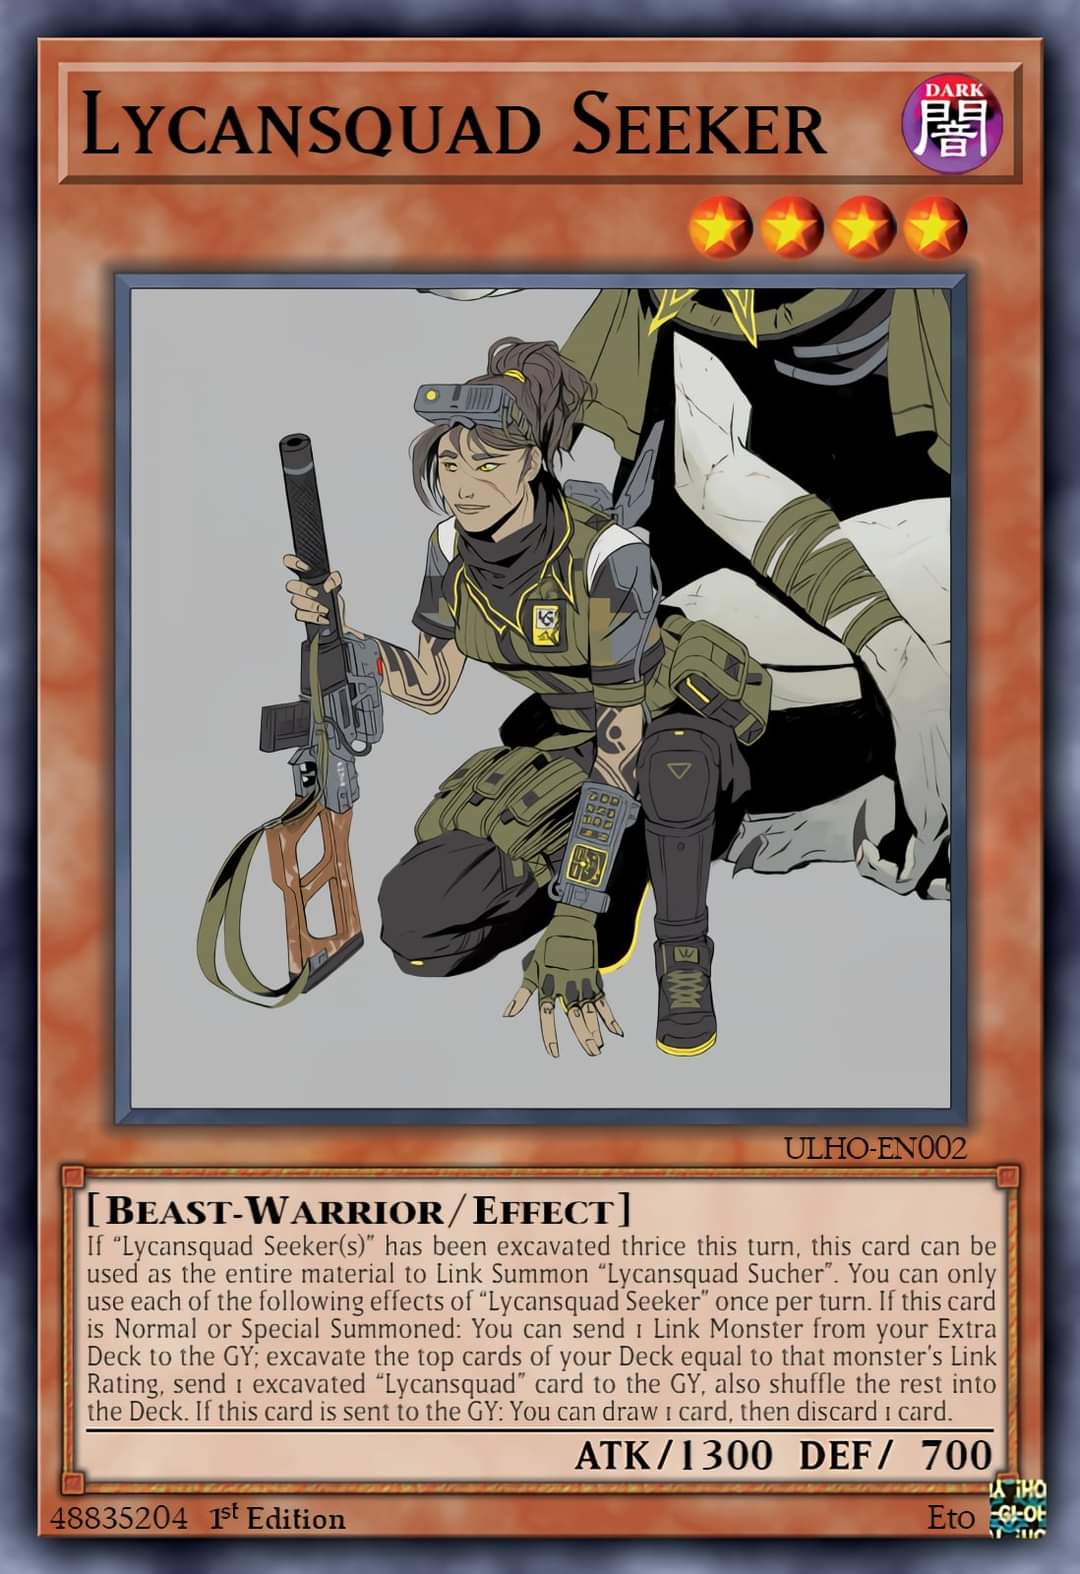 Lycansquad Seeker
DARK
闇
ULHO-EN002
[Beast-Warrior/Effect]
If “Lycansquad Seeker(s)” has been excavated thrice this turn, this card can be
used as the entire material to Link Summon “Lycansquad Sucher”. You can only
use each of the following effects of “Lycansquad Seeker” once per turn. If this card
is Normal or Special Summoned: You can send 1 Link Monster from your Extra
Deck to the GY; excavate the top cards of your Deck equal to that monster’s Link
Rating, send 1 excavated “Lycansquad” card to the GY, also shuffle the rest into
the Deck. If this card is sent to the GY: You can draw 1 card, then discard 1 card.
ATK/1300 DEF/ 700
48835204 1st Edition
Eto